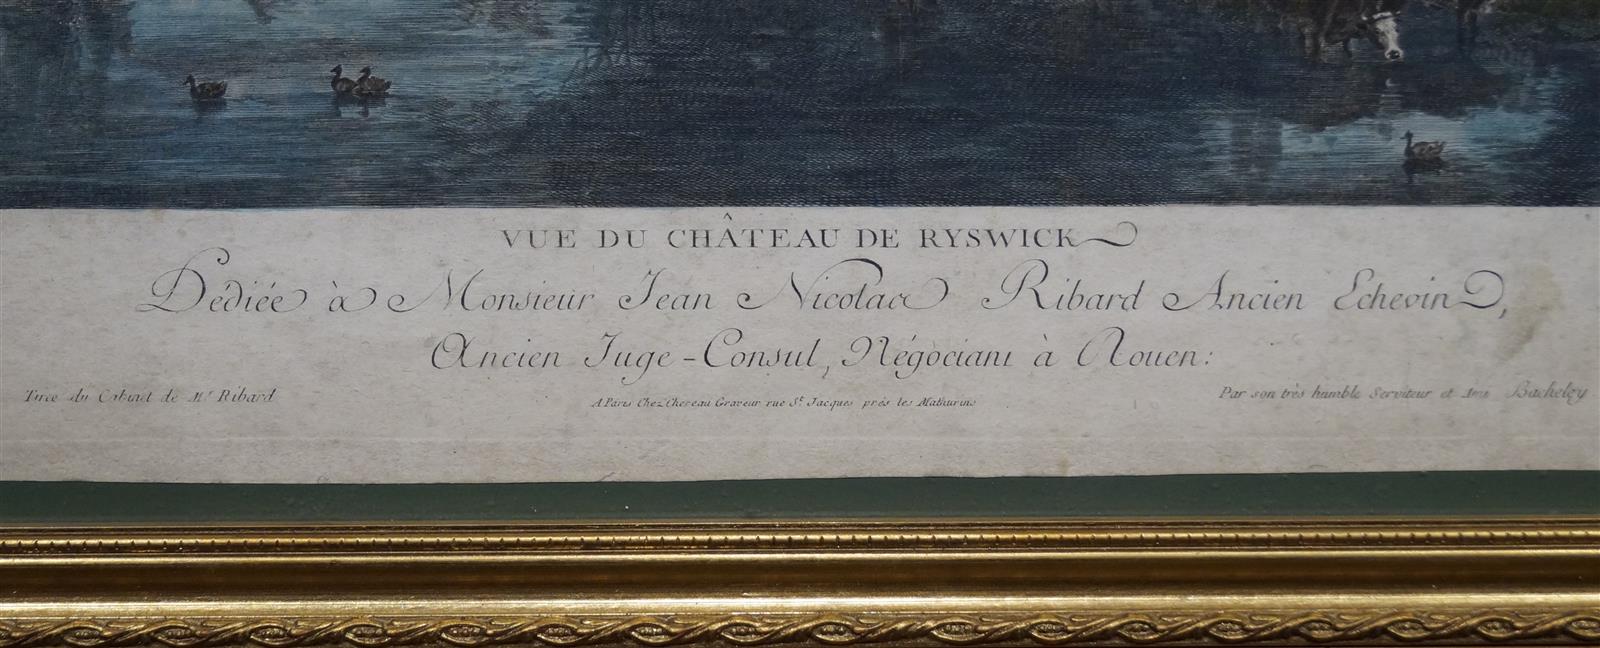 VUE DU CHÂTEAU DE RYSWICK
Dediée à Monsieur Jean Nicolas Ribard Ancien Echevin,
Ancien Juge-Consul, Négociant à Rouen:
Tirée du Cabinet de Mr Ribard
A Paris Chez Chereau Graveur rue St. Jacques près les Mathurins
Par son très humble Serviteur et Ami Bacheley